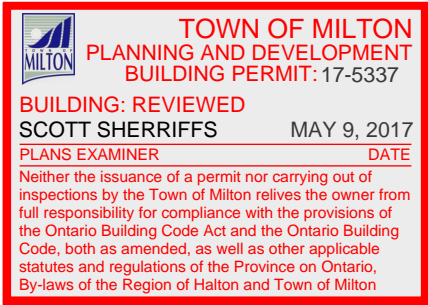 TOWN OF MILTON
PLANNING AND DEVELOPMENT
BUILDING PERMIT: 17-5337
TOWN OF
MILTON
BUILDING: REVIEWED
SCOTT SHERRIFFS MAY 9, 2017
PLANS EXAMINER DATE
Neither the issuance of a permit nor carrying out of
inspections by the Town of Milton relives the owner from
full responsibility for compliance with the provisions of
the Ontario Building Code Act and the Ontario Building
Code, both as amended, as well as other applicable
statutes and regulations of the Province on Ontario,
By-laws of the Region of Halton and Town of Milton